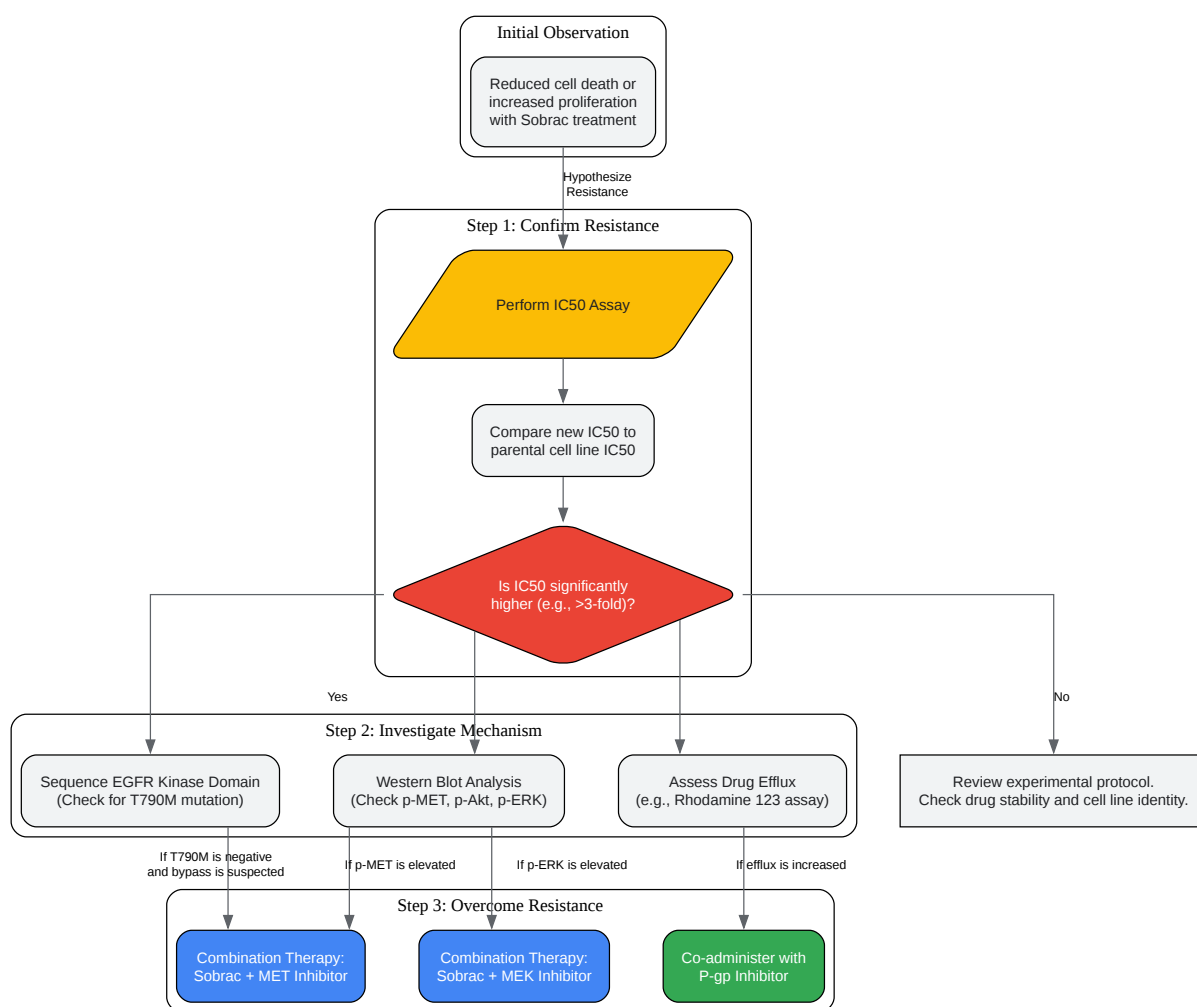 Initial Observation
Reduced cell death or
increased proliferation
with Sobrac treatment
Hypothesize
Resistance
Step 1: Confirm Resistance
Perform IC50 Assay
Compare new IC50 to
parental cell line IC50
Is IC50 significantly
higher (e.g., >3-fold)?
Yes
No
Step 2: Investigate Mechanism
Sequence EGFR Kinase Domain
(Check for T790M mutation)
Western Blot Analysis
(Check p-MET, p-Akt, p-ERK)
Assess Drug Efflux
(e.g., Rhodamine 123 assay)
Review experimental protocol.
Check drug stability and cell line identity.
If T790M is negative
and bypass is suspected
If p-MET is elevated
If p-ERK is elevated
If efflux is increased
Step 3: Overcome Resistance
Combination Therapy:
Sobrac + MET Inhibitor
Combination Therapy:
Sobrac + MEK Inhibitor
Co-administer with
P-gp Inhibitor